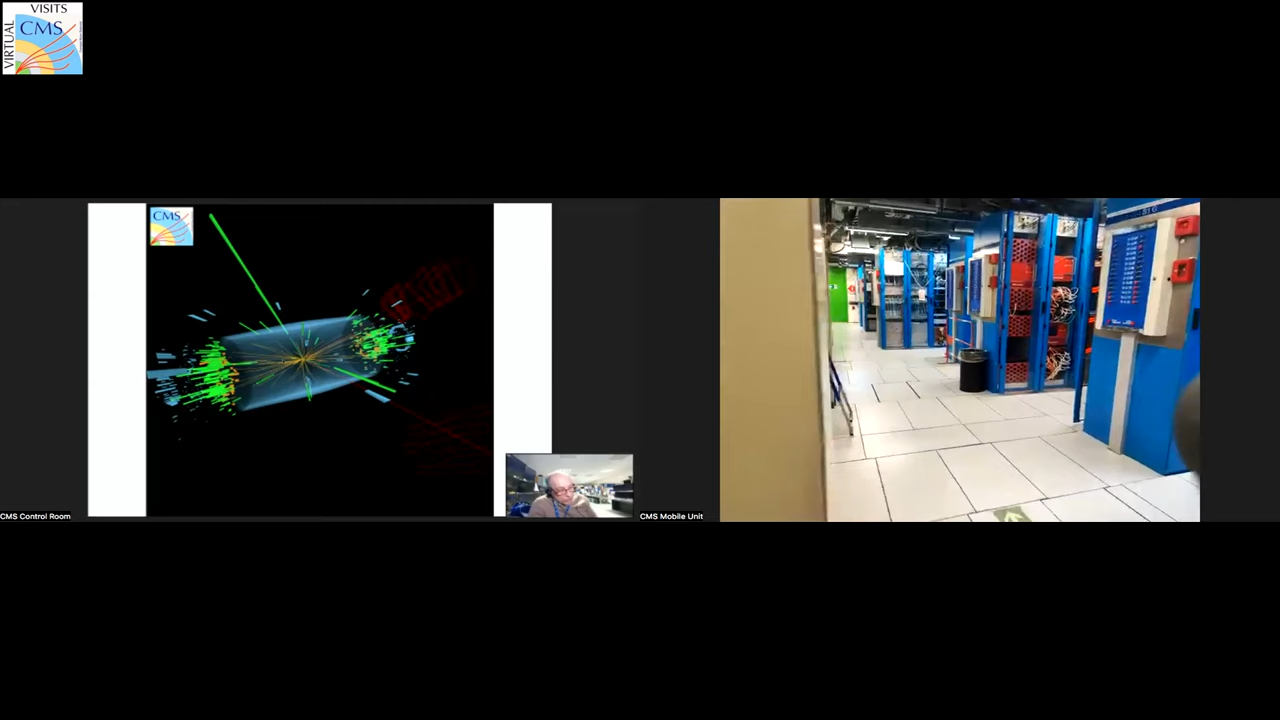 VISITS
VIRTUAL
CMS
CMS
CMS Control Room
CMS Mobile Unit